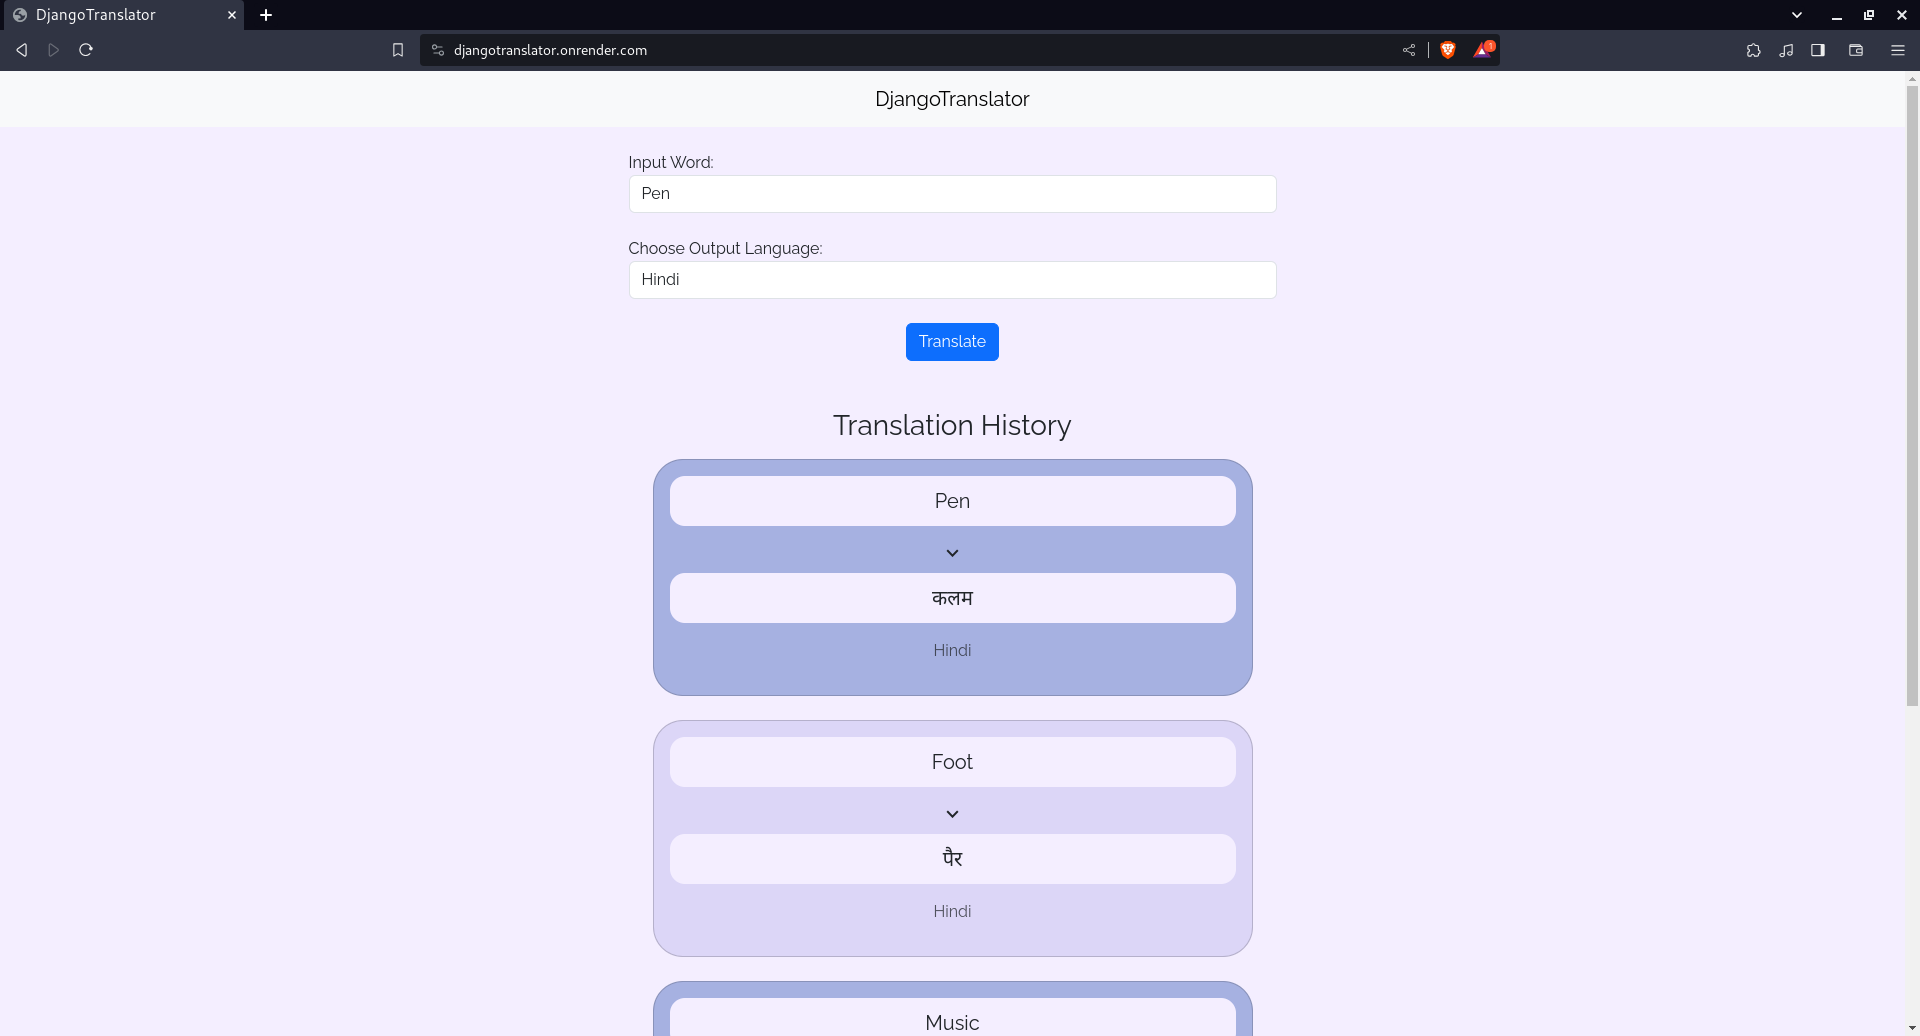 DjangoTranslator
djangotranslator.onrender.com
1
DjangoTranslator
Input Word:
Pen
Choose Output Language:
Hindi
Translate
Translation History
Pen
कलम
Hindi
Foot
पैर
Hindi
Music